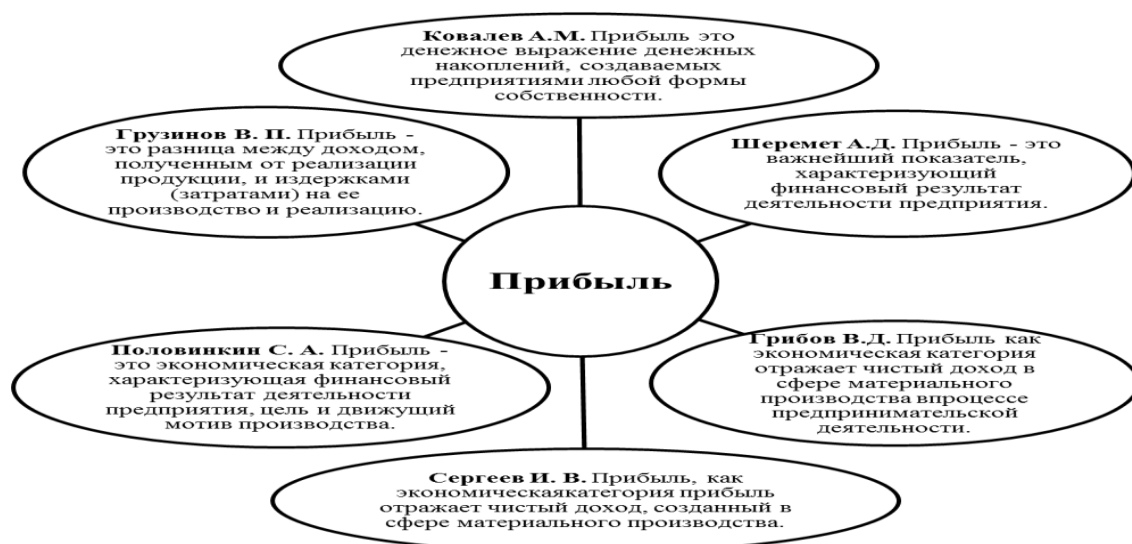 Ковалев А.М. Прибыль это
денежное выражение денежных
накоплений, создаваемых
предприятиями любой формы
собственности.
Грузинов В. П. Прибыль -
это разница между доходом,
полученным от реализации
продукции, и издержками
(затратами) на ее
производство и реализацию.
Шеремет А.Д. Прибыль - это
важнейший показатель,
характеризующий
финансовый результат
деятельности предприятия.
Прибыль
Половинкин С. А. Прибыль -
это экономическая категория,
характеризующая финансовый
результат деятельности
предприятия, цель и движущий
мотив производства.
Грибов В.Д. Прибыль как
экономическая категория
отражает чистый доход в
сфере материального
производства впроцессе
предпринимательской
деятельности.
Сергеев И. В. Прибыль, как
экономическаякатегория прибыль
отражает чистый доход, созданный в
сфере материального производства.